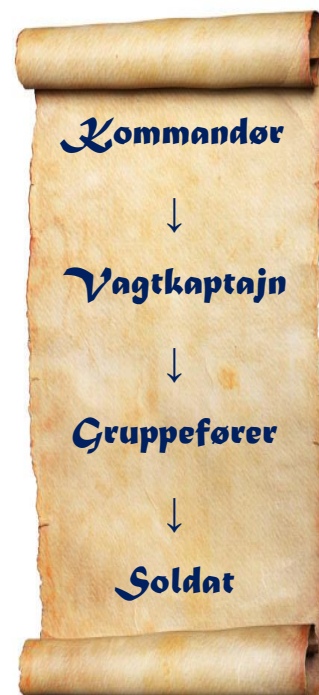 Kommandør
↓
Vagtkaptajn
↓
Gruppefører
↓
Soldat